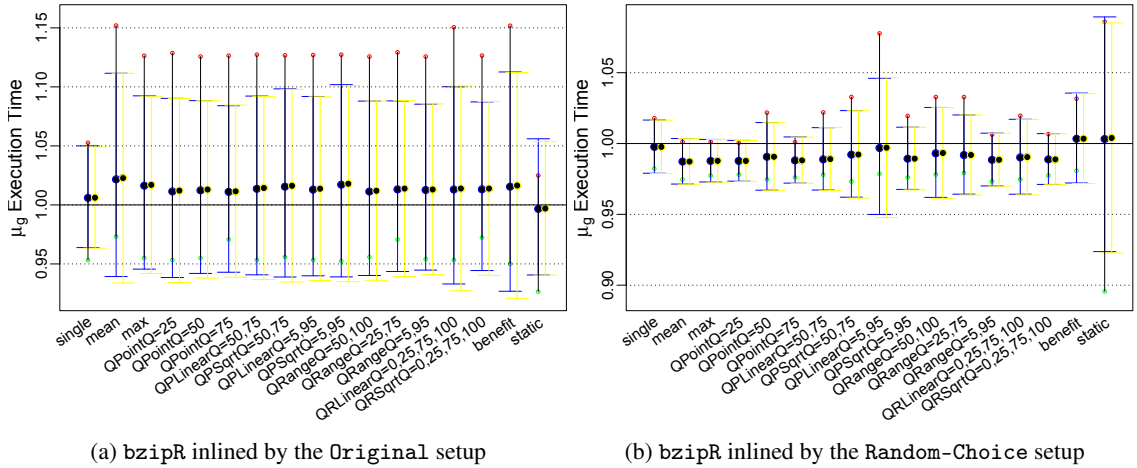 μg Execution Time
1.15
1.10
1.05
1.00
0.95
single
mean
max
QPointQ=25
QPointQ=50
QPointQ=75
QPLinearQ=50,75
QPSqrtQ=50,75
QPLinearQ=5,95
QPSqrtQ=5,95
QRangeQ=50,100
QRangeQ=25,75
QRangeQ=5,95
QRLinearQ=0,25,75,100
QRSqrtQ=0,25,75,100
benefit
static
(a) bzipR inlined by the Original setup
μg Execution Time
1.05
1.00
0.95
0.90
single
mean
max
QPointQ=25
QPointQ=50
QPointQ=75
QPLinearQ=50,75
QPSqrtQ=50,75
QPLinearQ=5,95
QPSqrtQ=5,95
QRangeQ=50,100
QRangeQ=25,75
QRangeQ=5,95
QRLinearQ=0,25,75,100
QRSqrtQ=0,25,75,100
benefit
static
(b) bzipR inlined by the Random-Choice setup